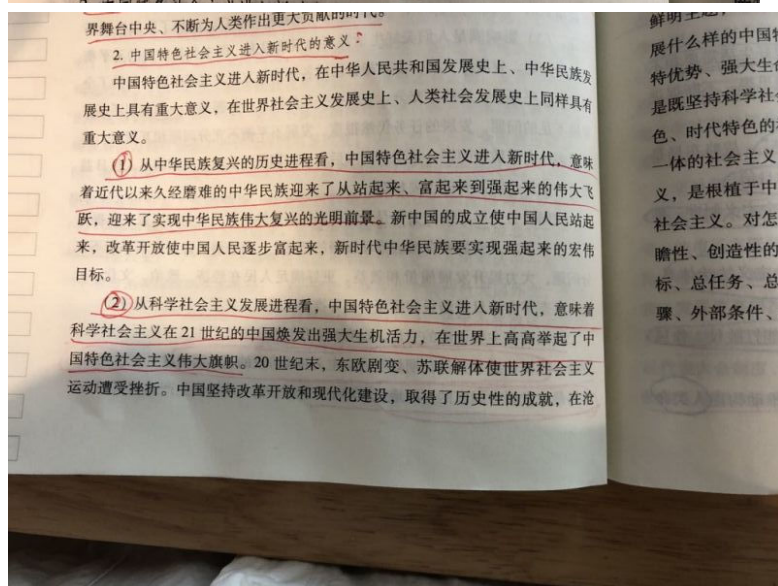 界舞台中央、不断为人类作出更大贡献的时代。
2. 中国特色社会主义进入新时代的意义?
中国特色社会主义进入新时代，在中华人民共和国发展史上、中华民族发
展史上具有重大意义，在世界社会主义发展史上、人类社会发展史上同样具有
重大意义。
(1) 从中华民族复兴的历史进程看，中国特色社会主义进入新时代，意味
着近代以来久经磨难的中华民族迎来了从站起来、富起来到强起来的伟大飞
跃，迎来了实现中华民族伟大复兴的光明前景。新中国的成立使中国人民站起
来，改革开放使中国人民逐步富起来，新时代中华民族要实现强起来的宏伟
目标。
(2) 从科学社会主义发展进程看，中国特色社会主义进入新时代，意味着
科学社会主义在 21 世纪的中国焕发出强大生机活力，在世界上高高举起了中
国特色社会主义伟大旗帜。20 世纪末，东欧剧变、苏联解体使世界社会主义
运动遭受挫折。中国坚持改革开放和现代化建设，取得了历史性的成就，在沧
鲜明主题，
展什么样的中国特
特优势、强大生命
是既坚持科学社会
色、时代特色的
一体的社会主义
义，是根植于中
社会主义。对怎
瞻性、创造性的
标、总任务、总
骤、外部条件、